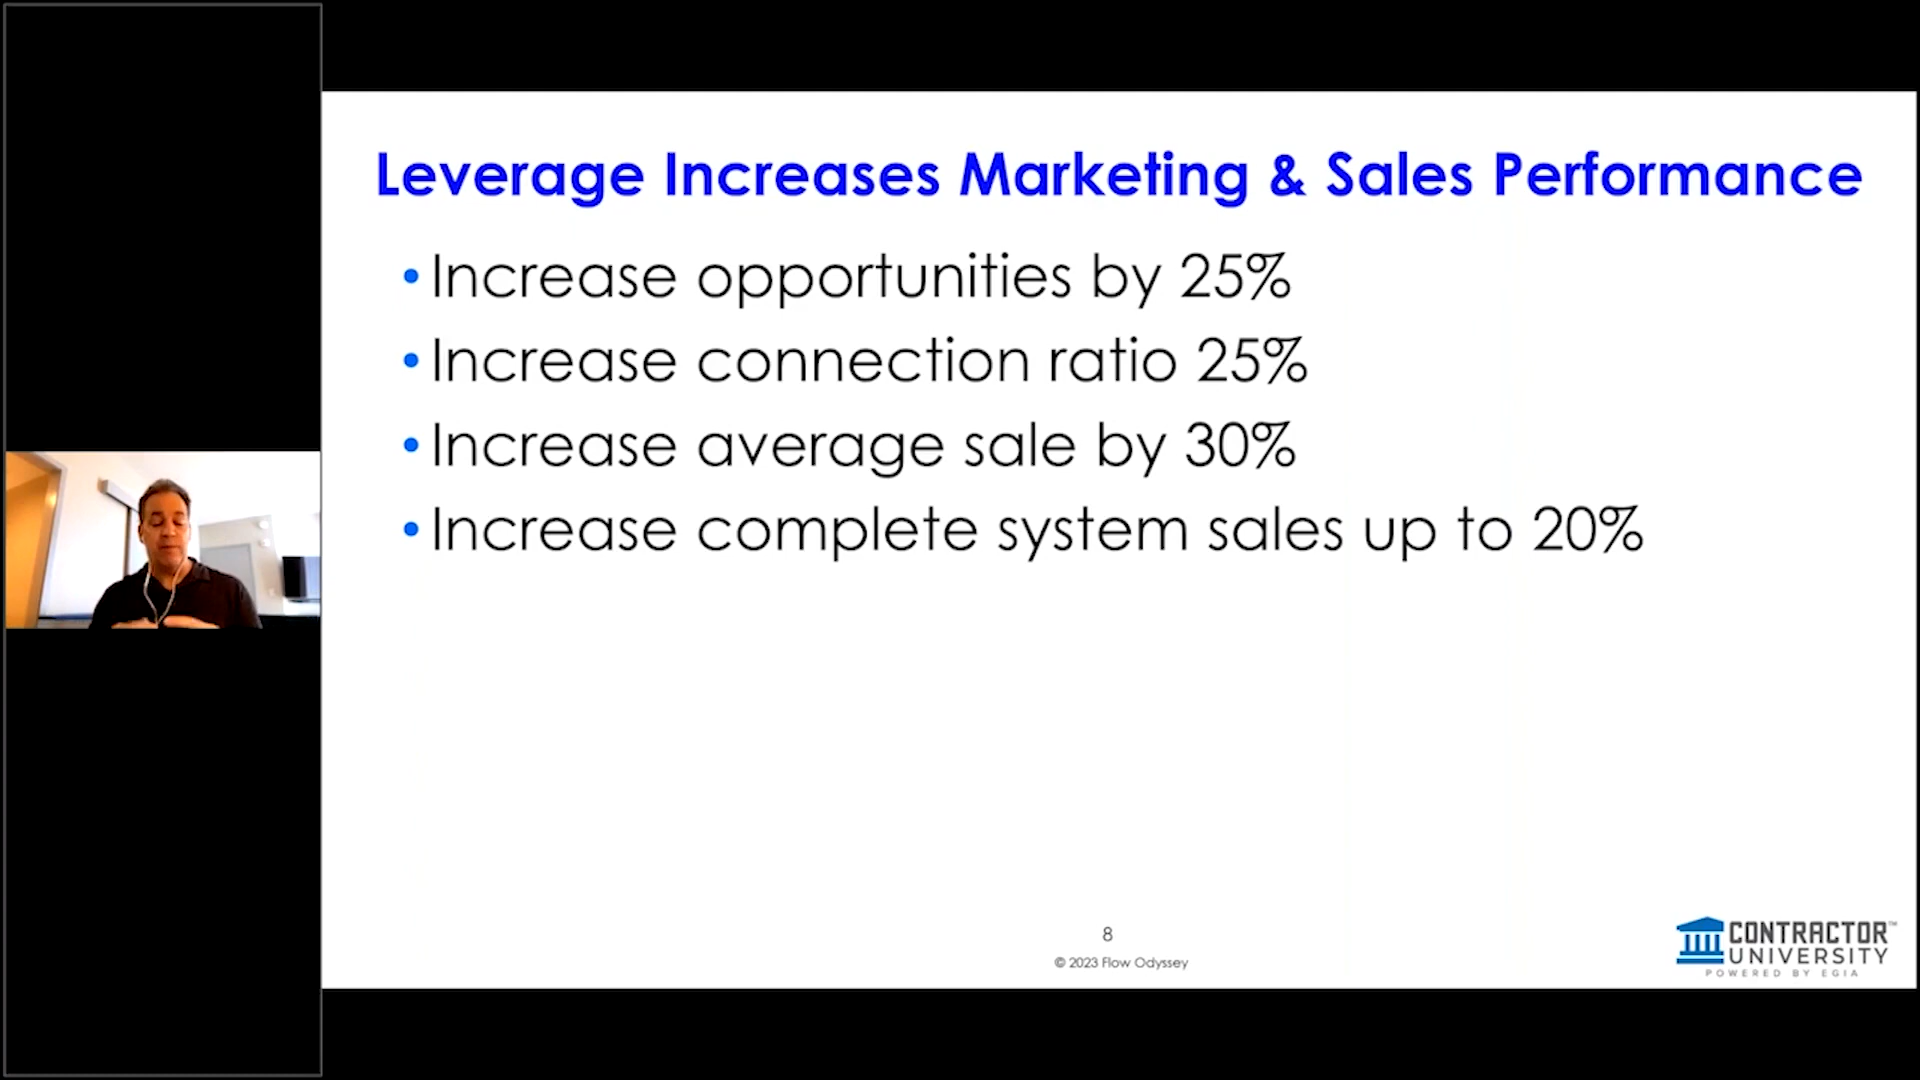 Leverage Increases Marketing & Sales Performance
• Increase opportunities by 25%
• Increase connection ratio 25%
• Increase average sale by 30%
• Increase complete system sales up to 20%
8
© 2023 Flow Odyssey
CONTRACTOR™
UNIVERSITY
POWERED BY EGIA